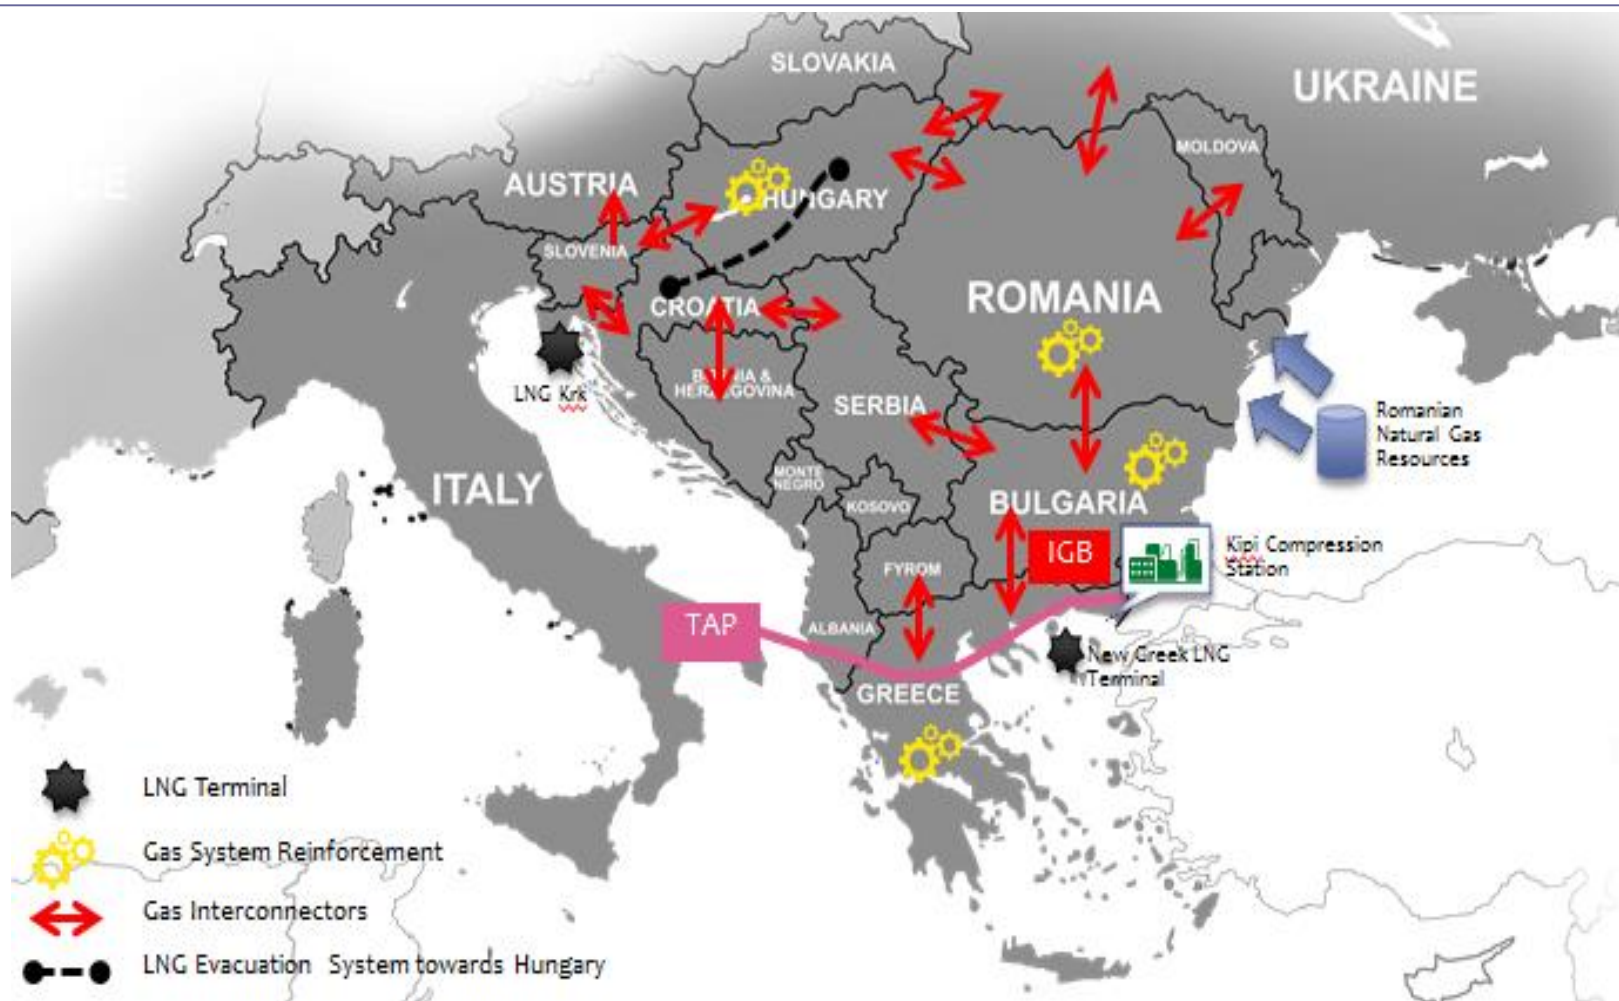 SLOVAKIA
UKRAINE
MOLDOVA
AUSTRIA
HUNGARY
SLOVENIA
CROATIA
ROMANIA
LNG Krk
HERZEGOVINA
SERBIA
Romanian
Natural Gas
Resources
ITALY
MONTE
NEGRO
KOSOVO
BULGARIA
IGB
Kipi Compression
Station
FYROM
TAP
ALBANIA
New Greek LNG
Terminal
GREECE
LNG Terminal
Gas System Reinforcement
Gas Interconnectors
LNG Evacuation System towards Hungary